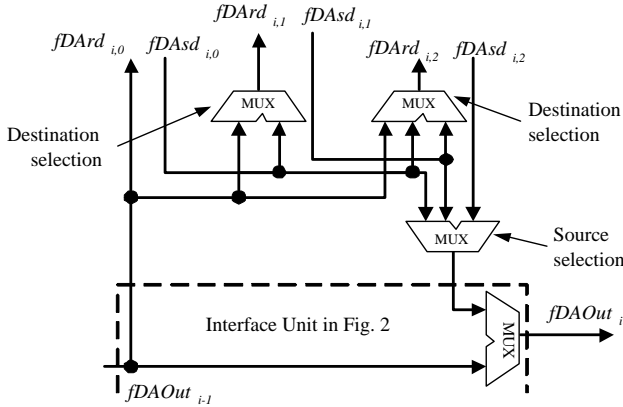 fDArd i,0
fDAsd i,0
fDArd i,1
fDAsd i,1
fDArd i,2
fDAsd i,2
MUX
MUX
Destination
selection
Destination
selection
MUX
Source
selection
Interface Unit in Fig. 2
MUX
fDAOut i
fDAOut i-1